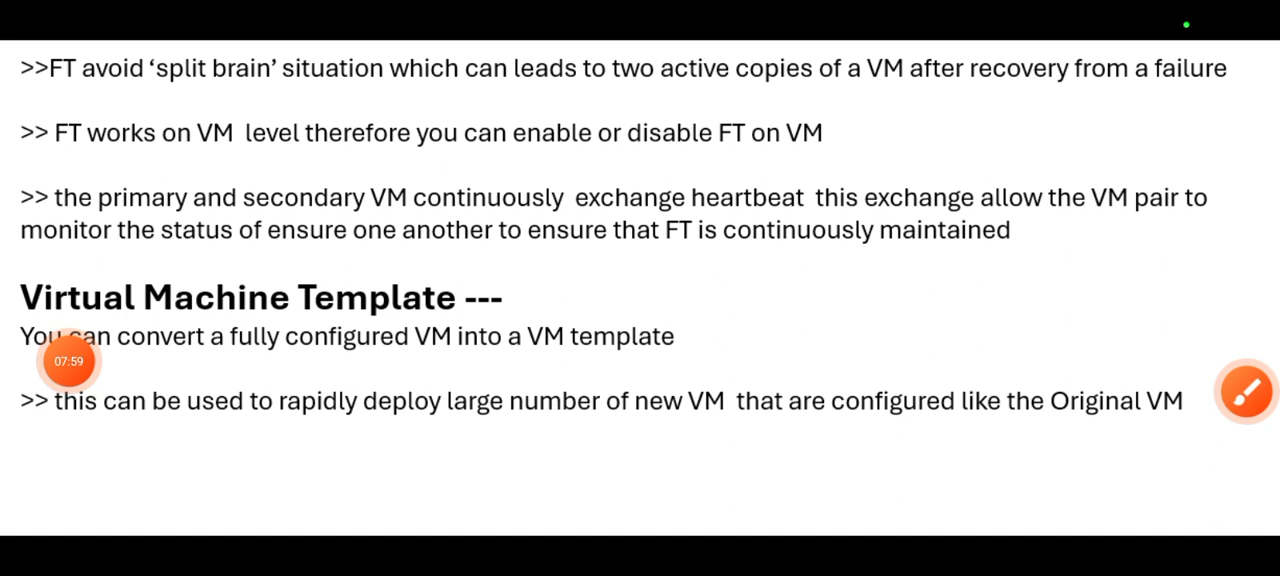 >>FT avoid ‘split brain’ situation which can leads to two active copies of a VM after recovery from a failure
>> FT works on VM  level therefore you can enable or disable FT on VM
>> the primary and secondary VM continuously  exchange heartbeat  this exchange allow the VM pair to
monitor the status of ensure one another to ensure that FT is continuously maintained
Virtual Machine Template ---
You can convert a fully configured VM into a VM template
07:59
>> this can be used to rapidly deploy large number of new VM  that are configured like the Original VM